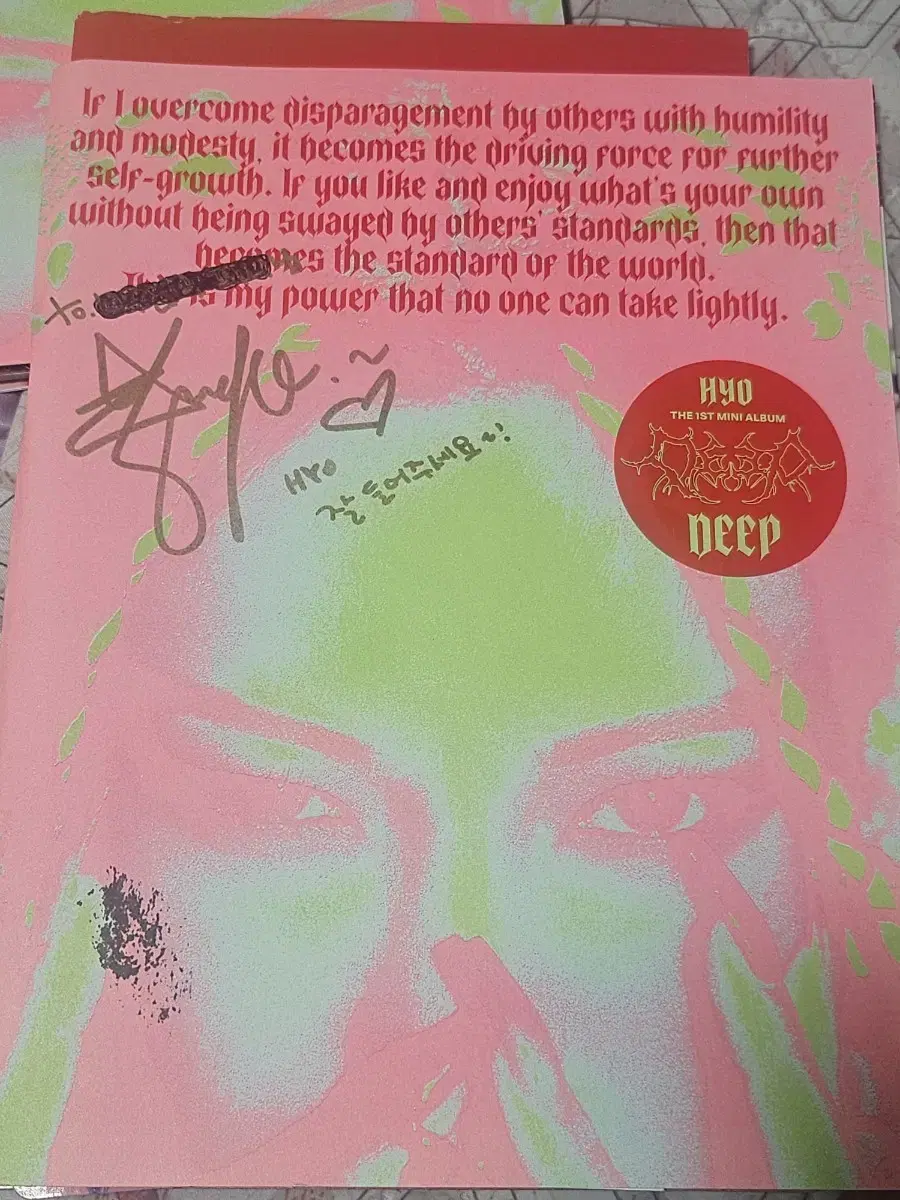 If I overcome disparagement by others with humility
and modesty, it becomes the driving force for further
self-growth. If you like and enjoy what's your own
without being swayed by others' standards, then that
becomes the standard of the world.
is my power that no one can take lightly.
To.
HYO
잘 들어주세요~!
HYO
THE 1ST MINI ALBUM
DEEP